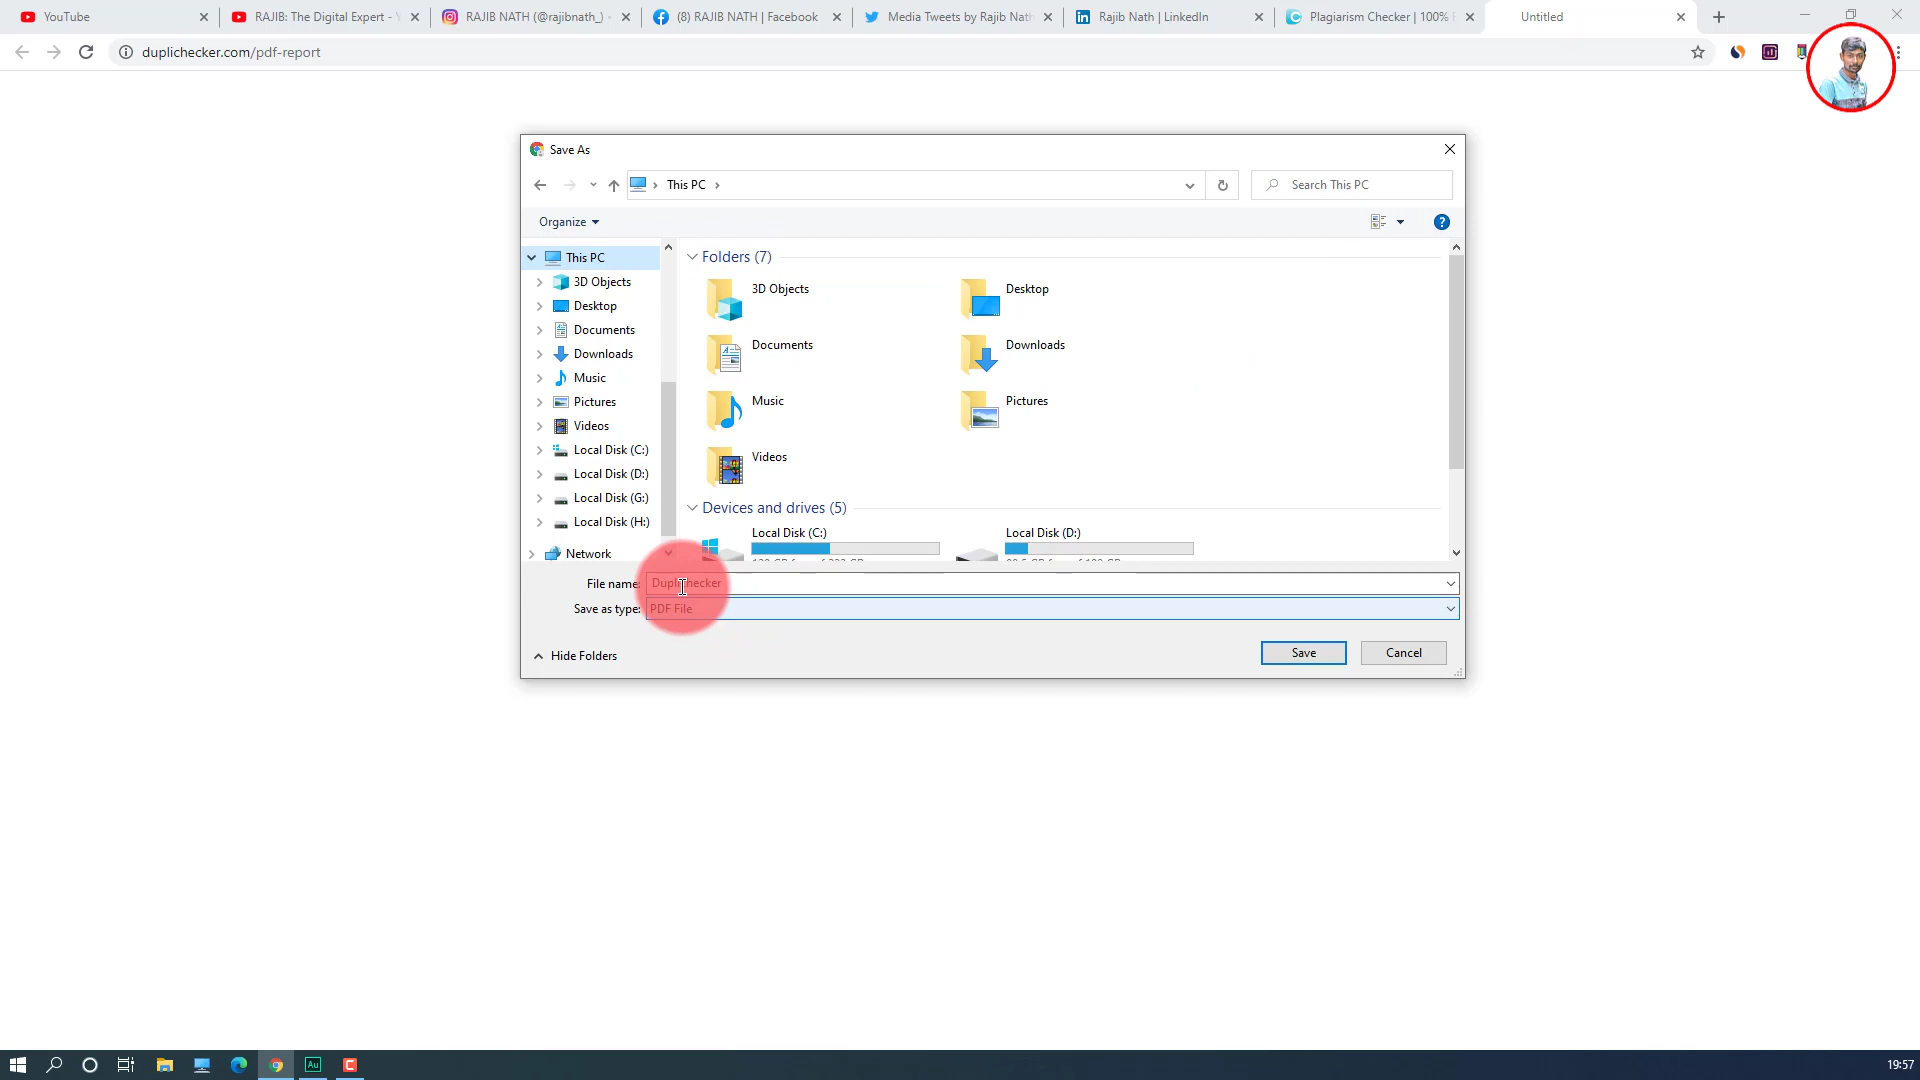 YouTube
RAJIB: The Digital Expert - Y
RAJIB NATH (@rajibnath_) •
(8) RAJIB NATH | Facebook
Media Tweets by Rajib Nath
Rajib Nath | LinkedIn
Plagiarism Checker | 100% F
Untitled
duplichecker.com/pdf-report
Save As
This PC
Search This PC
Organize
This PC
3D Objects
Desktop
Documents
Downloads
Music
Pictures
Videos
Local Disk (C:)
Local Disk (D:)
Local Disk (G:)
Local Disk (H:)
Network
Folders (7)
3D Objects
Desktop
Documents
Downloads
Music
Pictures
Videos
Devices and drives (5)
Local Disk (C:)
Local Disk (D:)
File name: Duplichecker
Save as type: PDF File
Hide Folders
Save
Cancel
Au
19:57